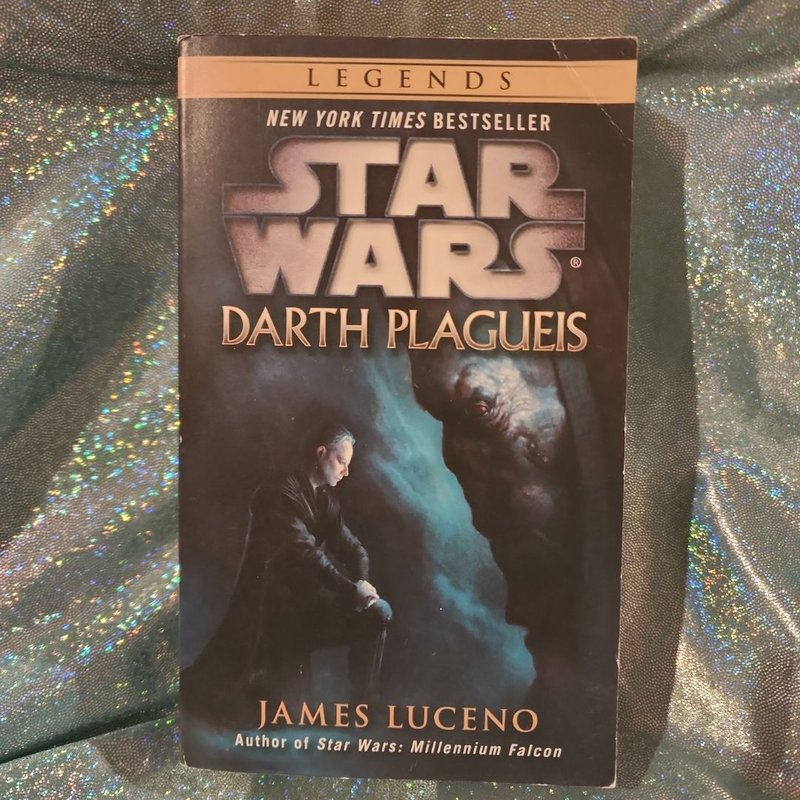 LEGENDS
NEW YORK TIMES BESTSELLER
STAR
WARS®
DARTH PLAGUEIS
JAMES LUCENO
Author of Star Wars: Millennium Falcon